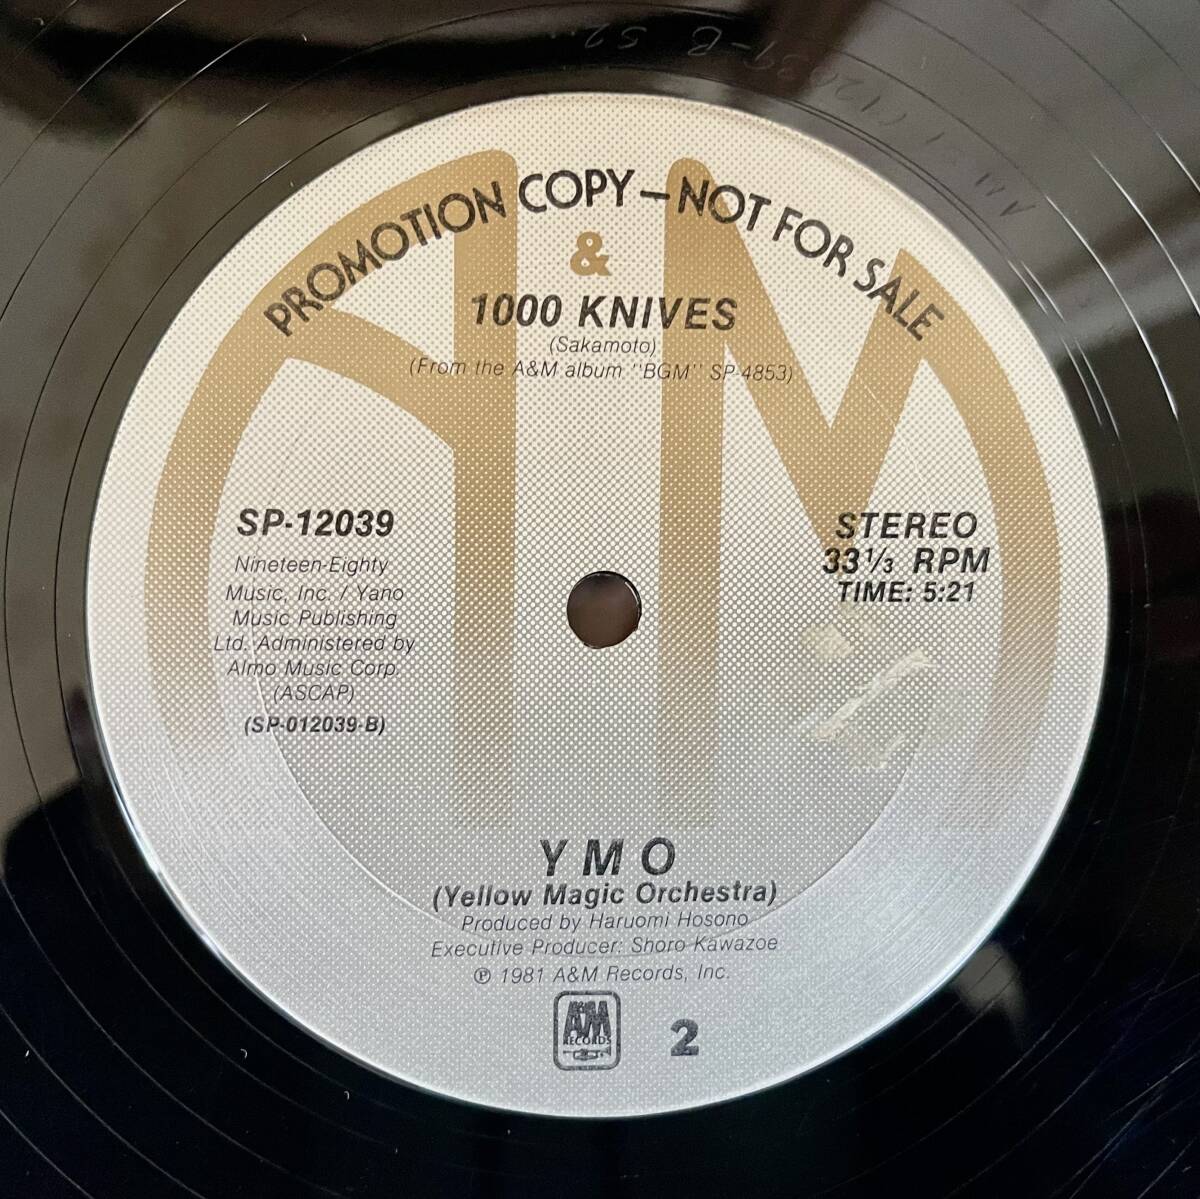 PROMOTION COPY — NOT FOR SALE
&
1000 KNIVES
(Sakamoto)
(From the A&M album "BGM" SP-4853)
SP-12039
Nineteen-Eighty
Music, Inc. / Yano
Music Publishing
Ltd. Administered by
Almo Music Corp.
(ASCAP)
(SP-012039-B)
STEREO
33 1/3 RPM
TIME: 5:21
Y M O
(Yellow Magic Orchestra)
Produced by Haruomi Hosono
Executive Producer: Shoro Kawazoe
℗ 1981 A&M Records, Inc.
A&M
RECORDS
2